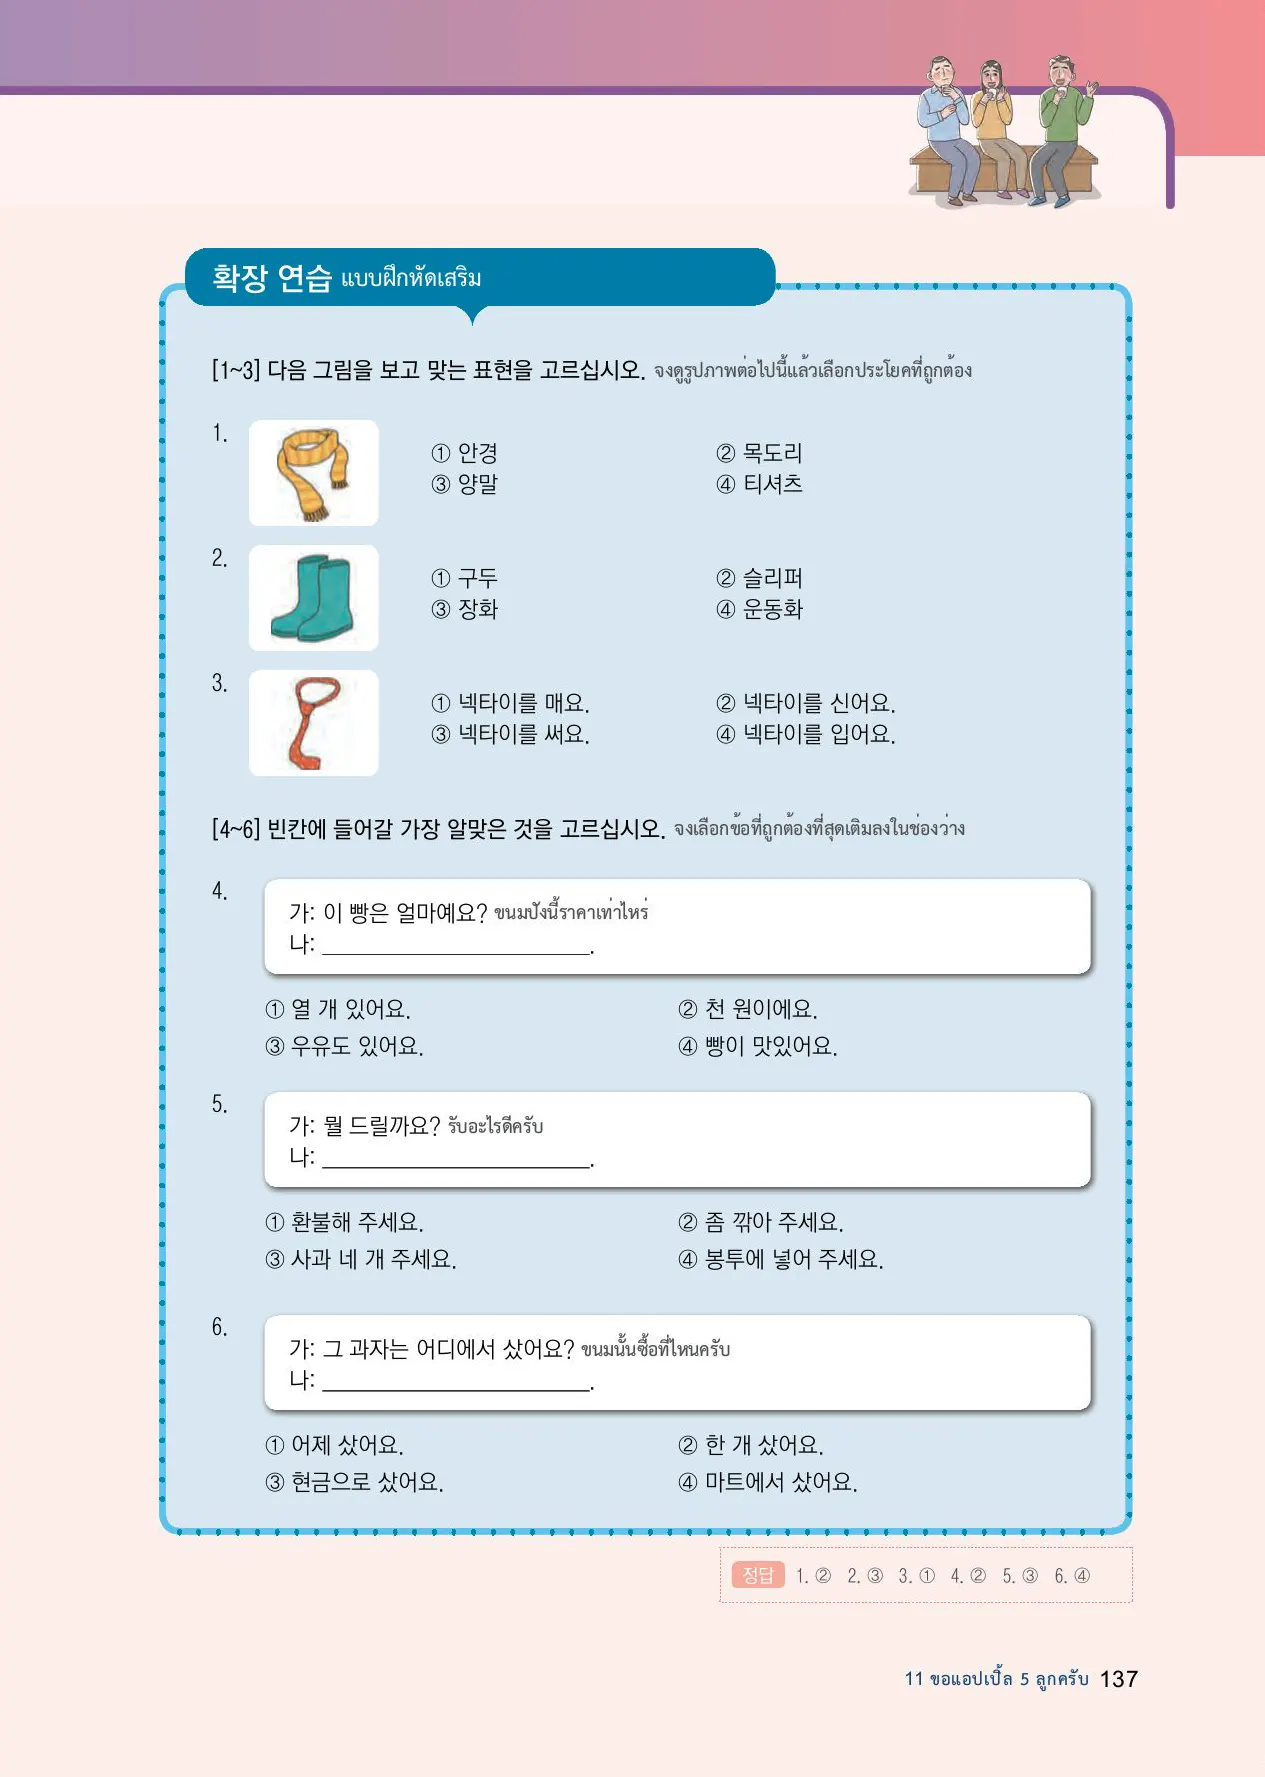 확장 연습 แบบฝึกหัดเสริม
[1~3] 다음 그림을 보고 맞는 표현을 고르십시오. จงดูรูปภาพต่อไปนี้แล้วเลือกประโยคที่ถูกต้อง
1.
① 안경 ② 목도리
③ 양말 ④ 티셔츠
2.
① 구두 ② 슬리퍼
③ 장화 ④ 운동화
3.
① 넥타이를 매요. ② 넥타이를 신어요.
③ 넥타이를 써요. ④ 넥타이를 입어요.
[4~6] 빈칸에 들어갈 가장 알맞은 것을 고르십시오. จงเลือกข้อที่ถูกต้องที่สุดเติมลงในช่องว่าง
4.
가: 이 빵은 얼마예요? ขนมปังนี้ราคาเท่าไหร่
나: ______________________.
① 열 개 있어요. ② 천 원이에요.
③ 우유도 있어요. ④ 빵이 맛있어요.
5.
가: 뭘 드릴까요? รับอะไรดีครับ
나: ______________________.
① 환불해 주세요. ② 좀 깎아 주세요.
③ 사과 네 개 주세요. ④ 봉투에 넣어 주세요.
6.
가: 그 과자는 어디에서 샀어요? ขนมนั้นซื้อที่ไหนครับ
나: ______________________.
① 어제 샀어요. ② 한 개 샀어요.
③ 현금으로 샀어요. ④ 마트에서 샀어요.
정답 1. ② 2. ③ 3. ① 4. ② 5. ③ 6. ④
11 ขอแอปเปิ้ล 5 ลูกครับ 137